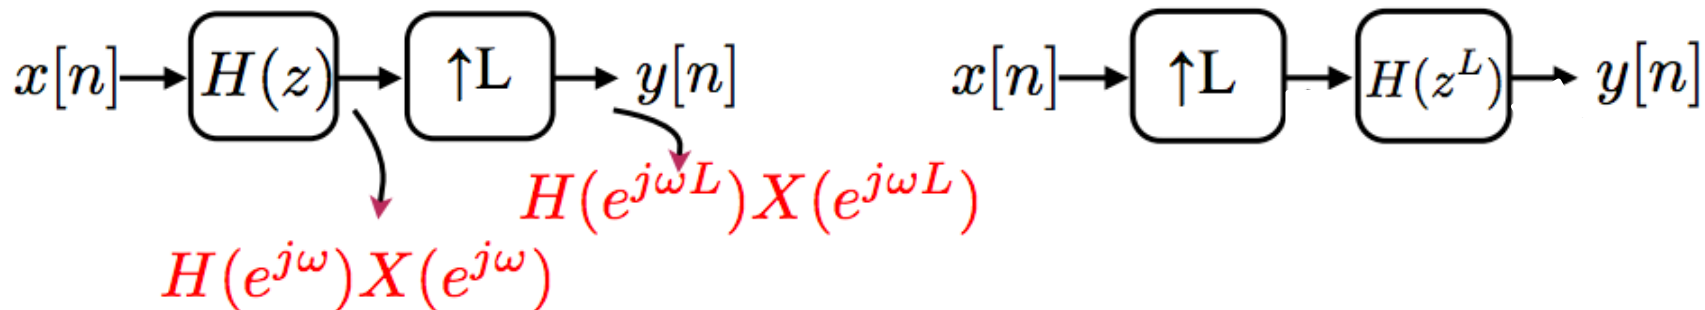 x[n] H(z) ↑L y[n] x[n] ↑L H(z^L) y[n]
H(e^{jωL})X(e^{jωL})
H(e^{jω})X(e^{jω})